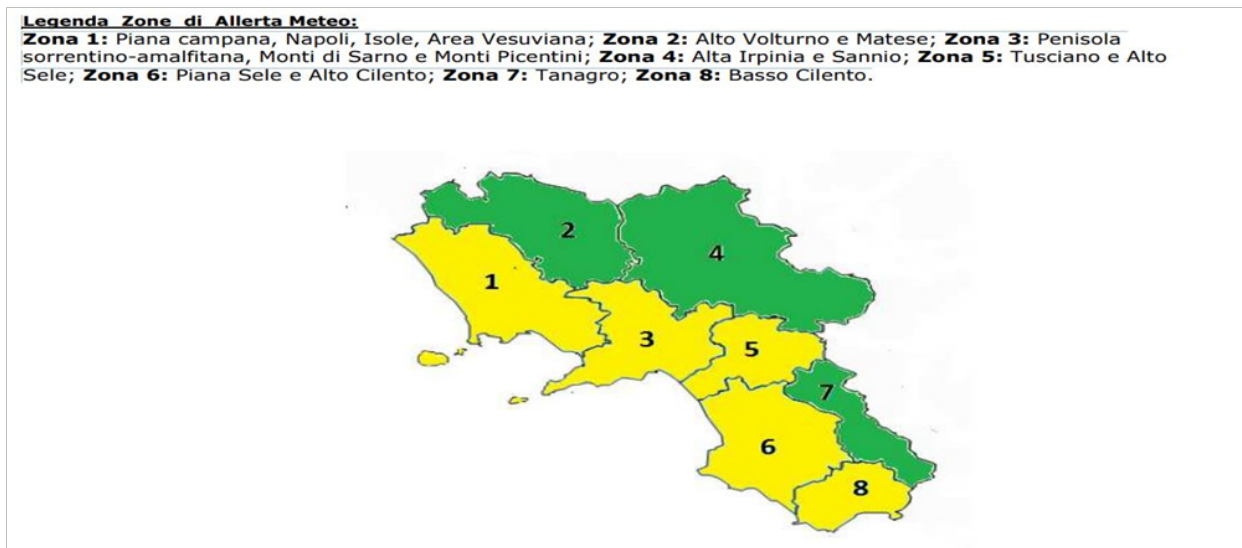 Legenda Zone di Allerta Meteo:
Zona 1: Piana campana, Napoli, Isole, Area Vesuviana; Zona 2: Alto Volturno e Matese; Zona 3: Penisola
sorrentino-amalfitana, Monti di Sarno e Monti Picentini; Zona 4: Alta Irpinia e Sannio; Zona 5: Tusciano e Alto
Sele; Zona 6: Piana Sele e Alto Cilento; Zona 7: Tanagro; Zona 8: Basso Cilento.
2
4
1
3
5
7
6
8